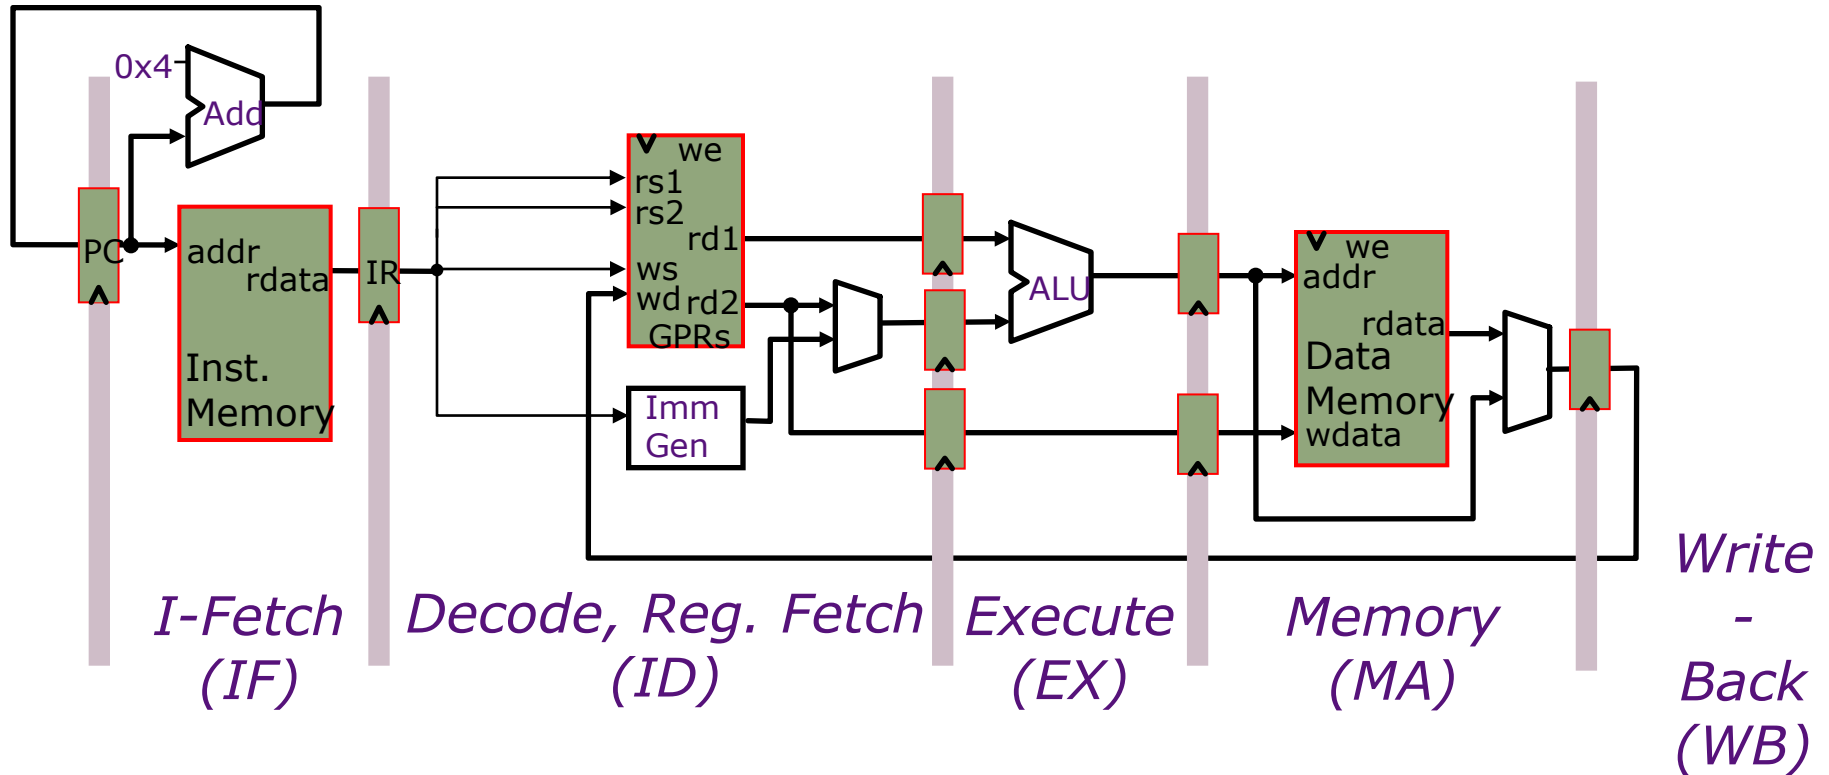 0x4
Add
PC
addr
rdata
Inst.
Memory
IR
we
rs1
rs2
rd1
ws
wd
rd2
GPRs
Imm
Gen
ALU
we
addr
rdata
Data
Memory
wdata
I-Fetch
(IF)
Decode, Reg. Fetch
(ID)
Execute
(EX)
Memory
(MA)
Write
-
Back
(WB)